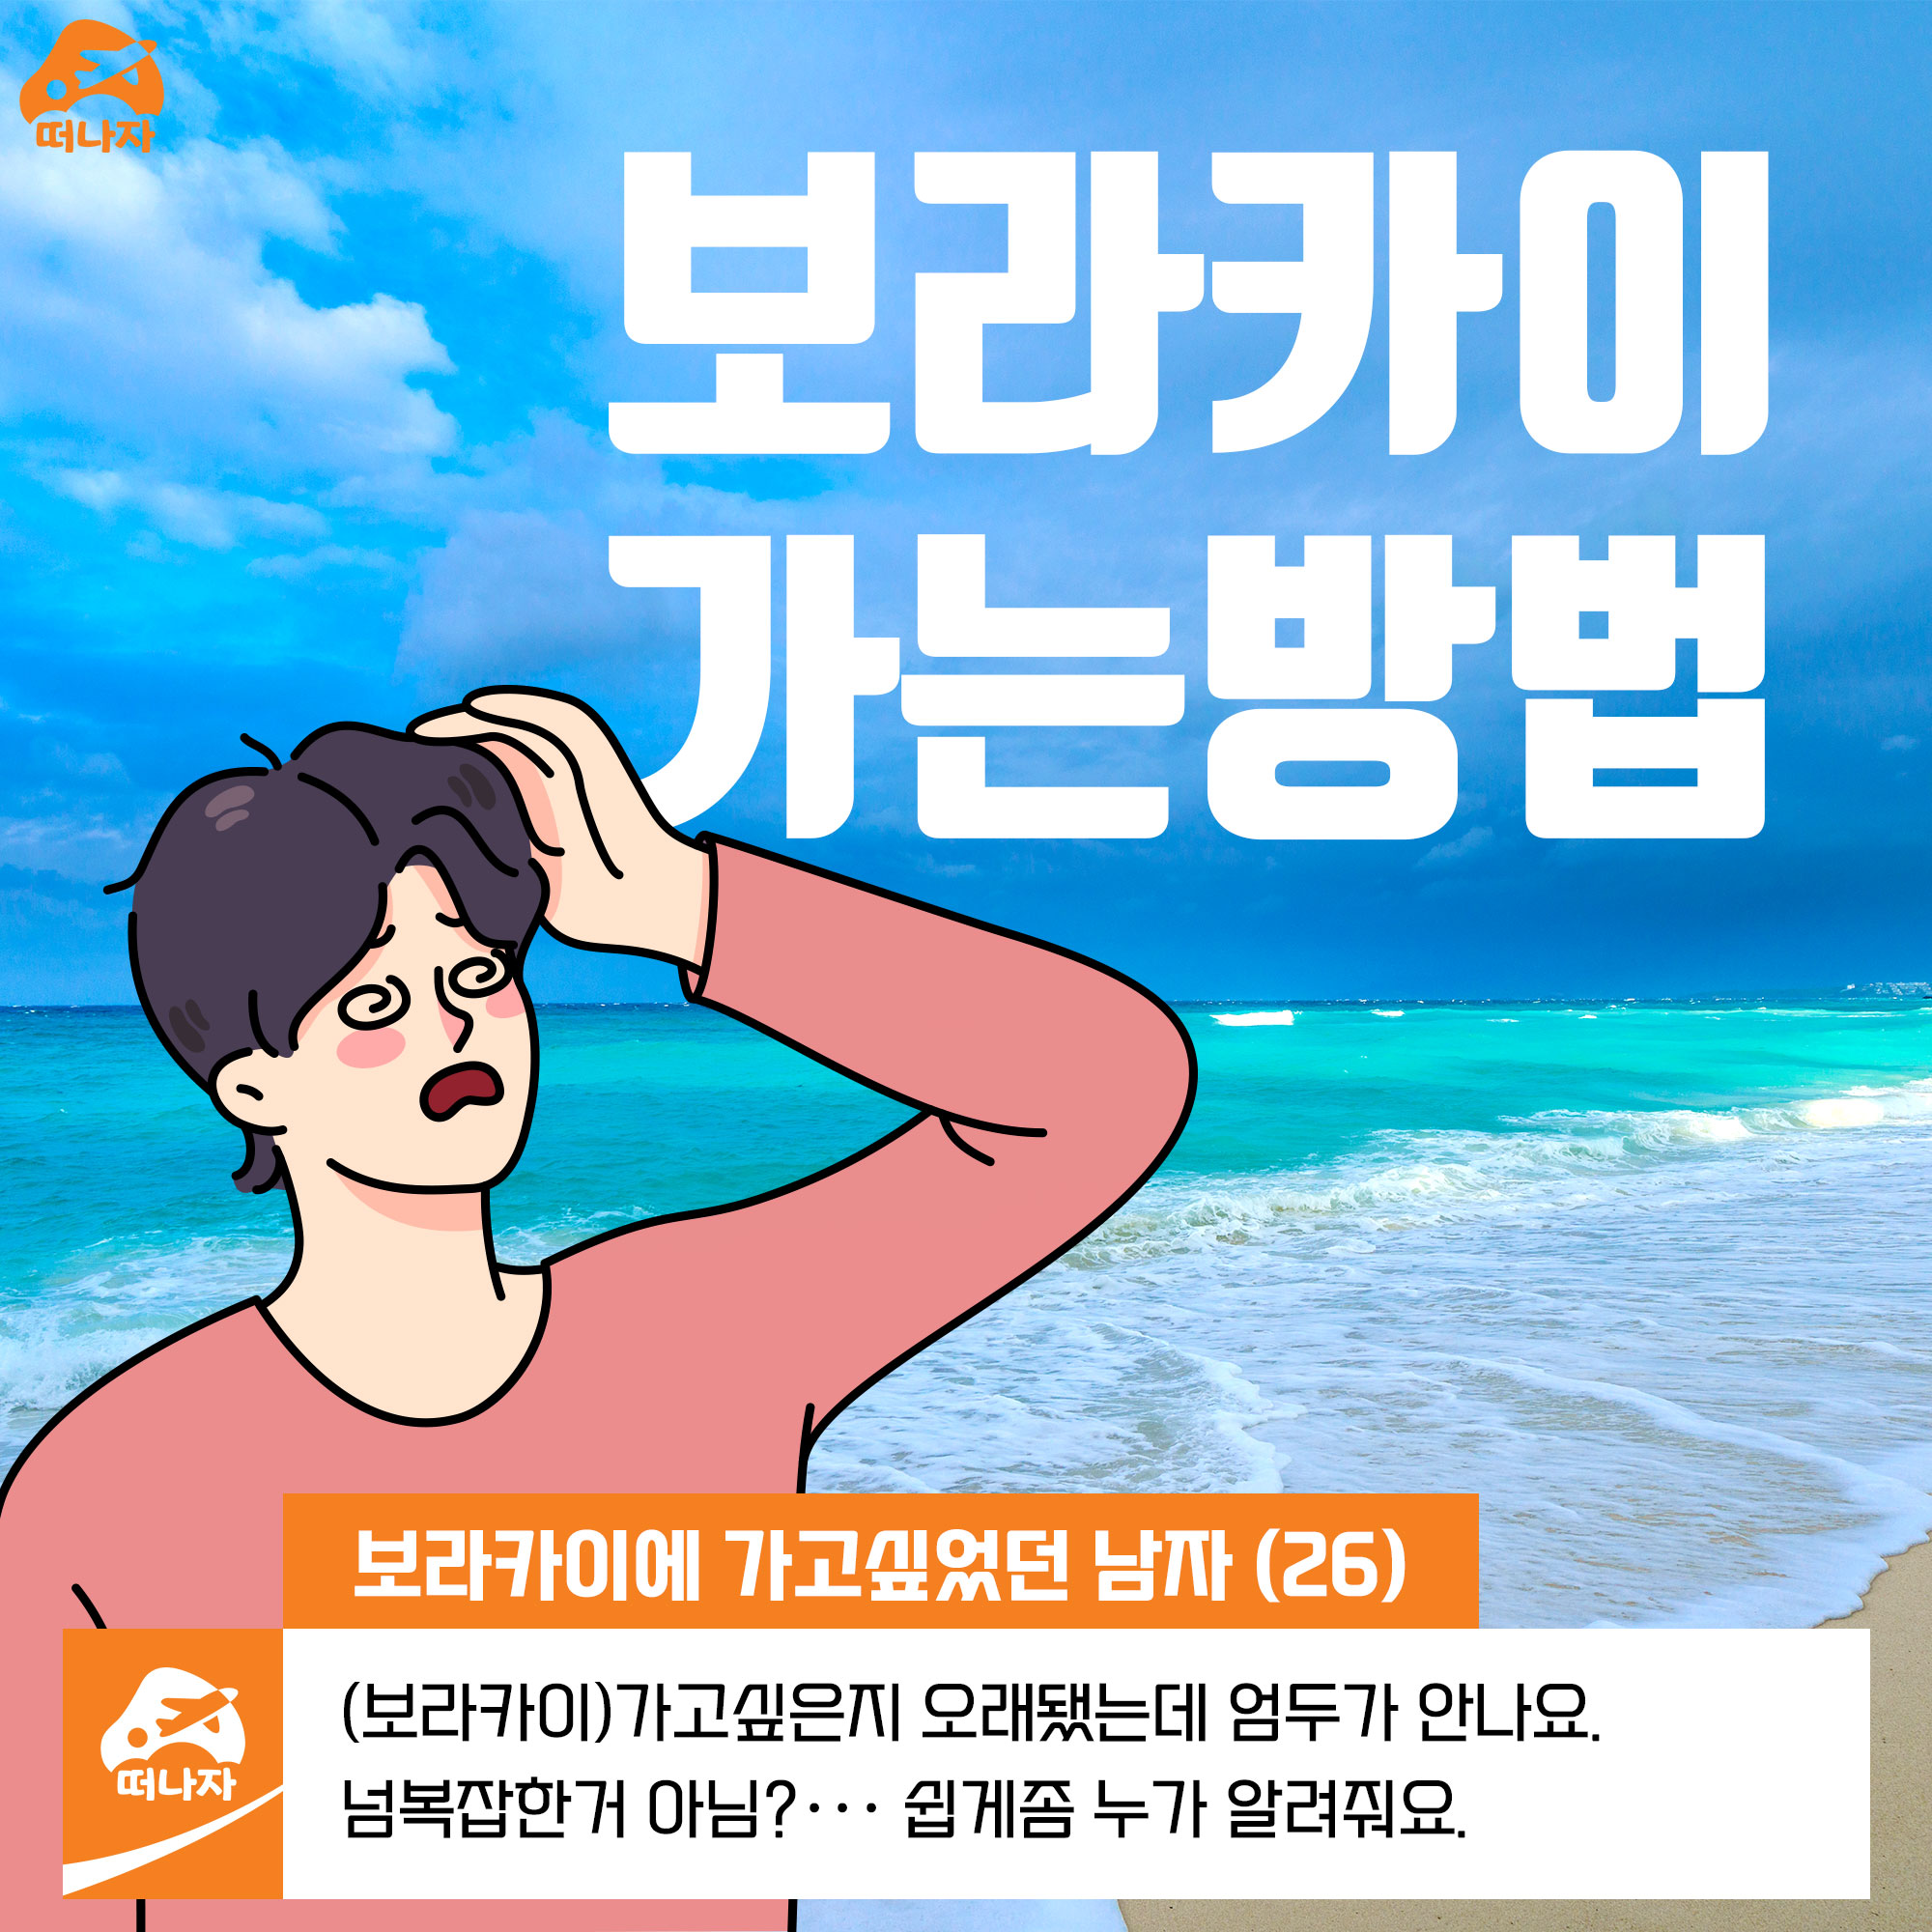 떠나자
보라카이
가는방법
보라카이에 가고싶었던 남자 (26)
(보라카이)가고싶은지 오래됐는데 엄두가 안나요.
넘복잡한거 아님?··· 쉽게좀 누가 알려줘요.
떠나자